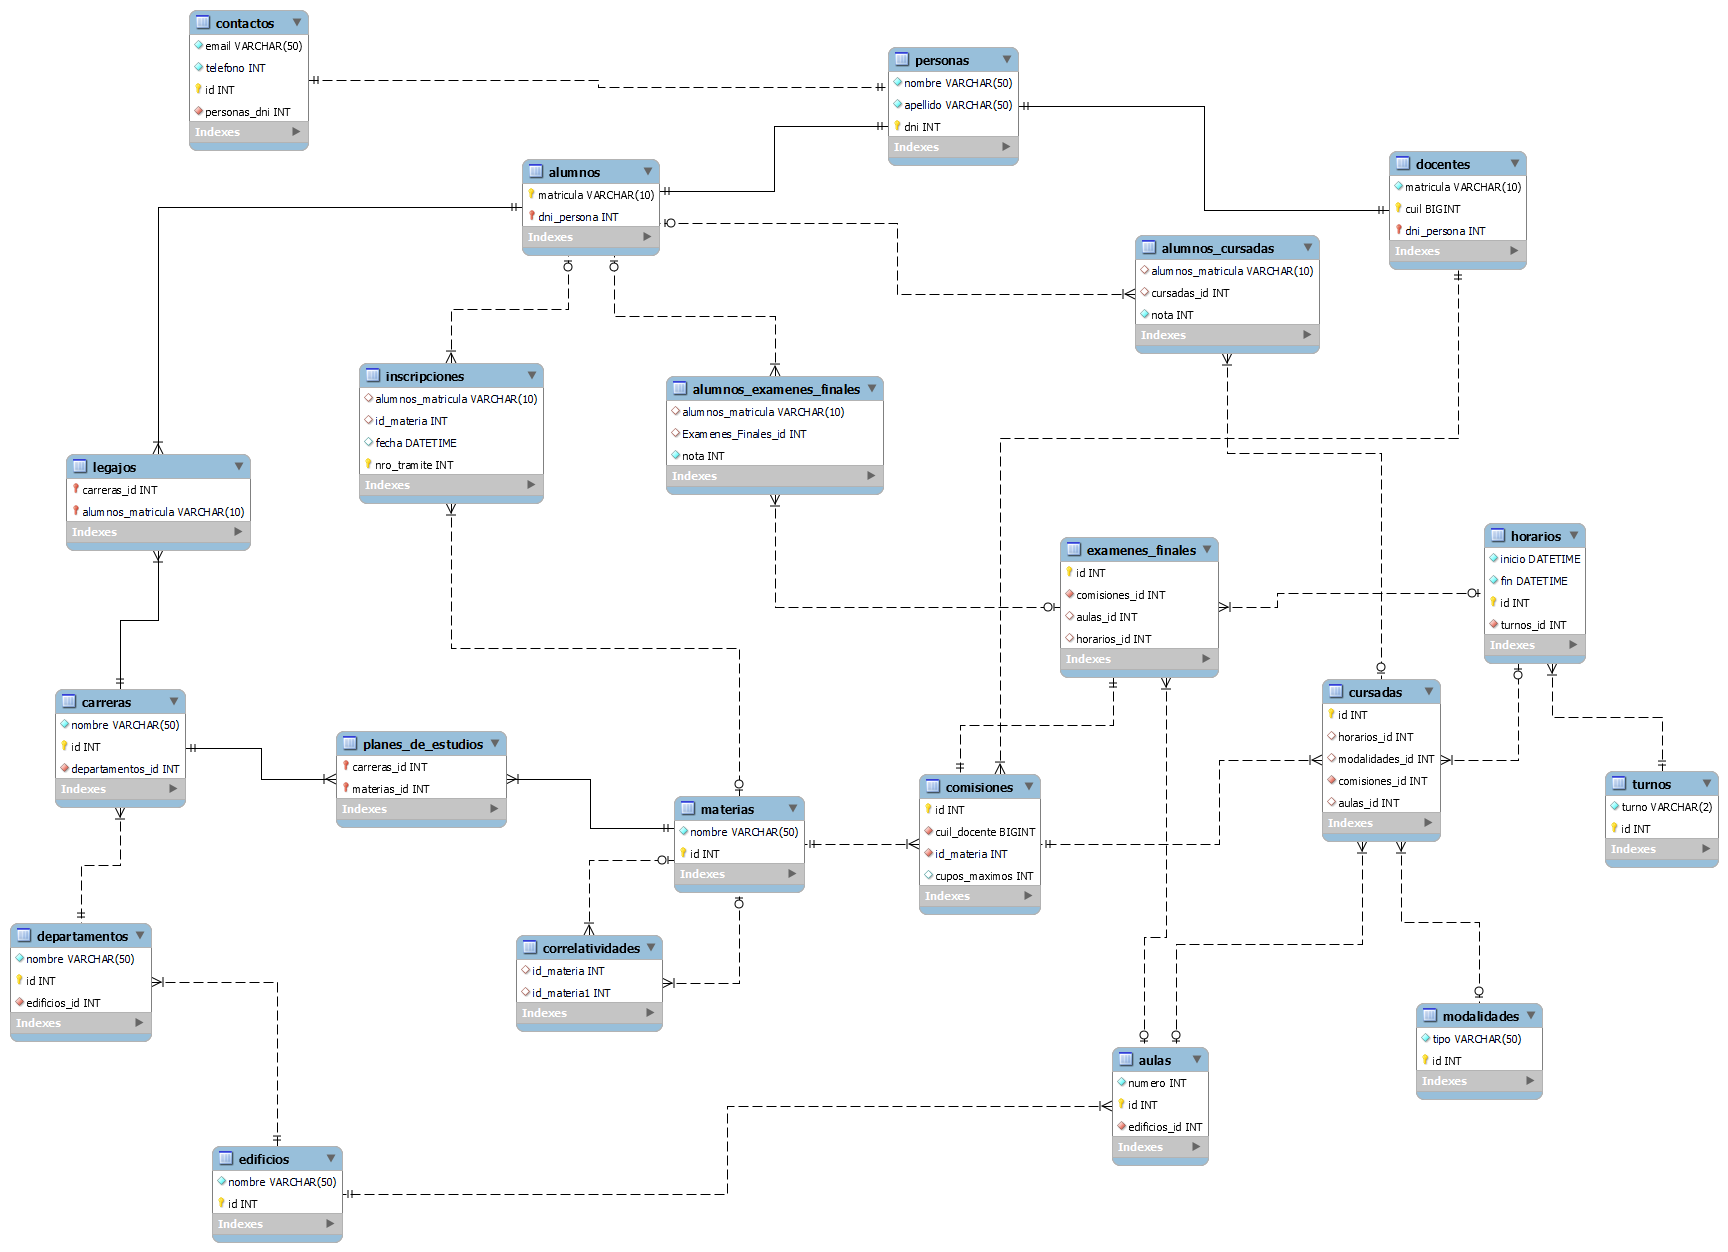 contactos
email VARCHAR(50)
telefono INT
id INT
personas_dni INT
Indexes
personas
nombre VARCHAR(50)
apellido VARCHAR(50)
dni INT
Indexes
alumnos
matricula VARCHAR(10)
dni_persona INT
Indexes
docentes
matricula VARCHAR(10)
cuil BIGINT
dni_persona INT
Indexes
alumnos_cursadas
alumnos_matricula VARCHAR(10)
cursadas_id INT
nota INT
Indexes
inscripciones
alumnos_matricula VARCHAR(10)
id_materia INT
fecha DATETIME
nro_tramite INT
Indexes
alumnos_examenes_finales
alumnos_matricula VARCHAR(10)
Examenes_Finales_id INT
nota INT
Indexes
legajos
carreras_id INT
alumnos_matricula VARCHAR(10)
Indexes
examenes_finales
id INT
comisiones_id INT
aulas_id INT
horarios_id INT
Indexes
horarios
inicio DATETIME
fin DATETIME
id INT
turnos_id INT
Indexes
carreras
nombre VARCHAR(50)
id INT
departamentos_id INT
Indexes
planes_de_estudios
carreras_id INT
materias_id INT
Indexes
materias
nombre VARCHAR(50)
id INT
Indexes
comisiones
id INT
cuil_docente BIGINT
id_materia INT
cupos_maximos INT
Indexes
cursadas
id INT
horarios_id INT
modalidades_id INT
comisiones_id INT
aulas_id INT
Indexes
turnos
turno VARCHAR(2)
id INT
Indexes
departamentos
nombre VARCHAR(50)
id INT
edificios_id INT
Indexes
correlatividades
id_materia INT
id_materia1 INT
Indexes
modalidades
tipo VARCHAR(50)
id INT
Indexes
aulas
numero INT
id INT
edificios_id INT
Indexes
edificios
nombre VARCHAR(50)
id INT
Indexes